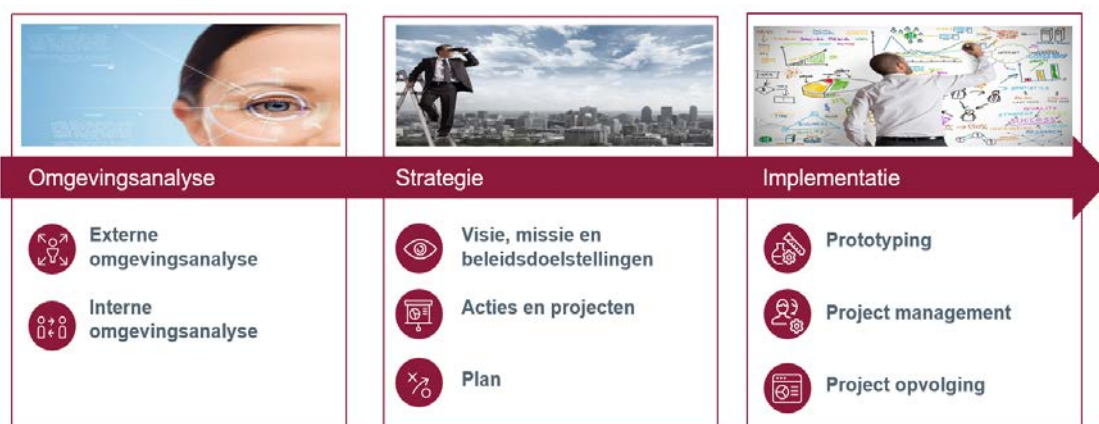 Omgevingsanalyse
Externe
omgevingsanalyse
Interne
omgevingsanalyse
Strategie
Visie, missie en
beleidsdoelstellingen
Acties en projecten
Plan
Implementatie
Prototyping
Project management
Project opvolging